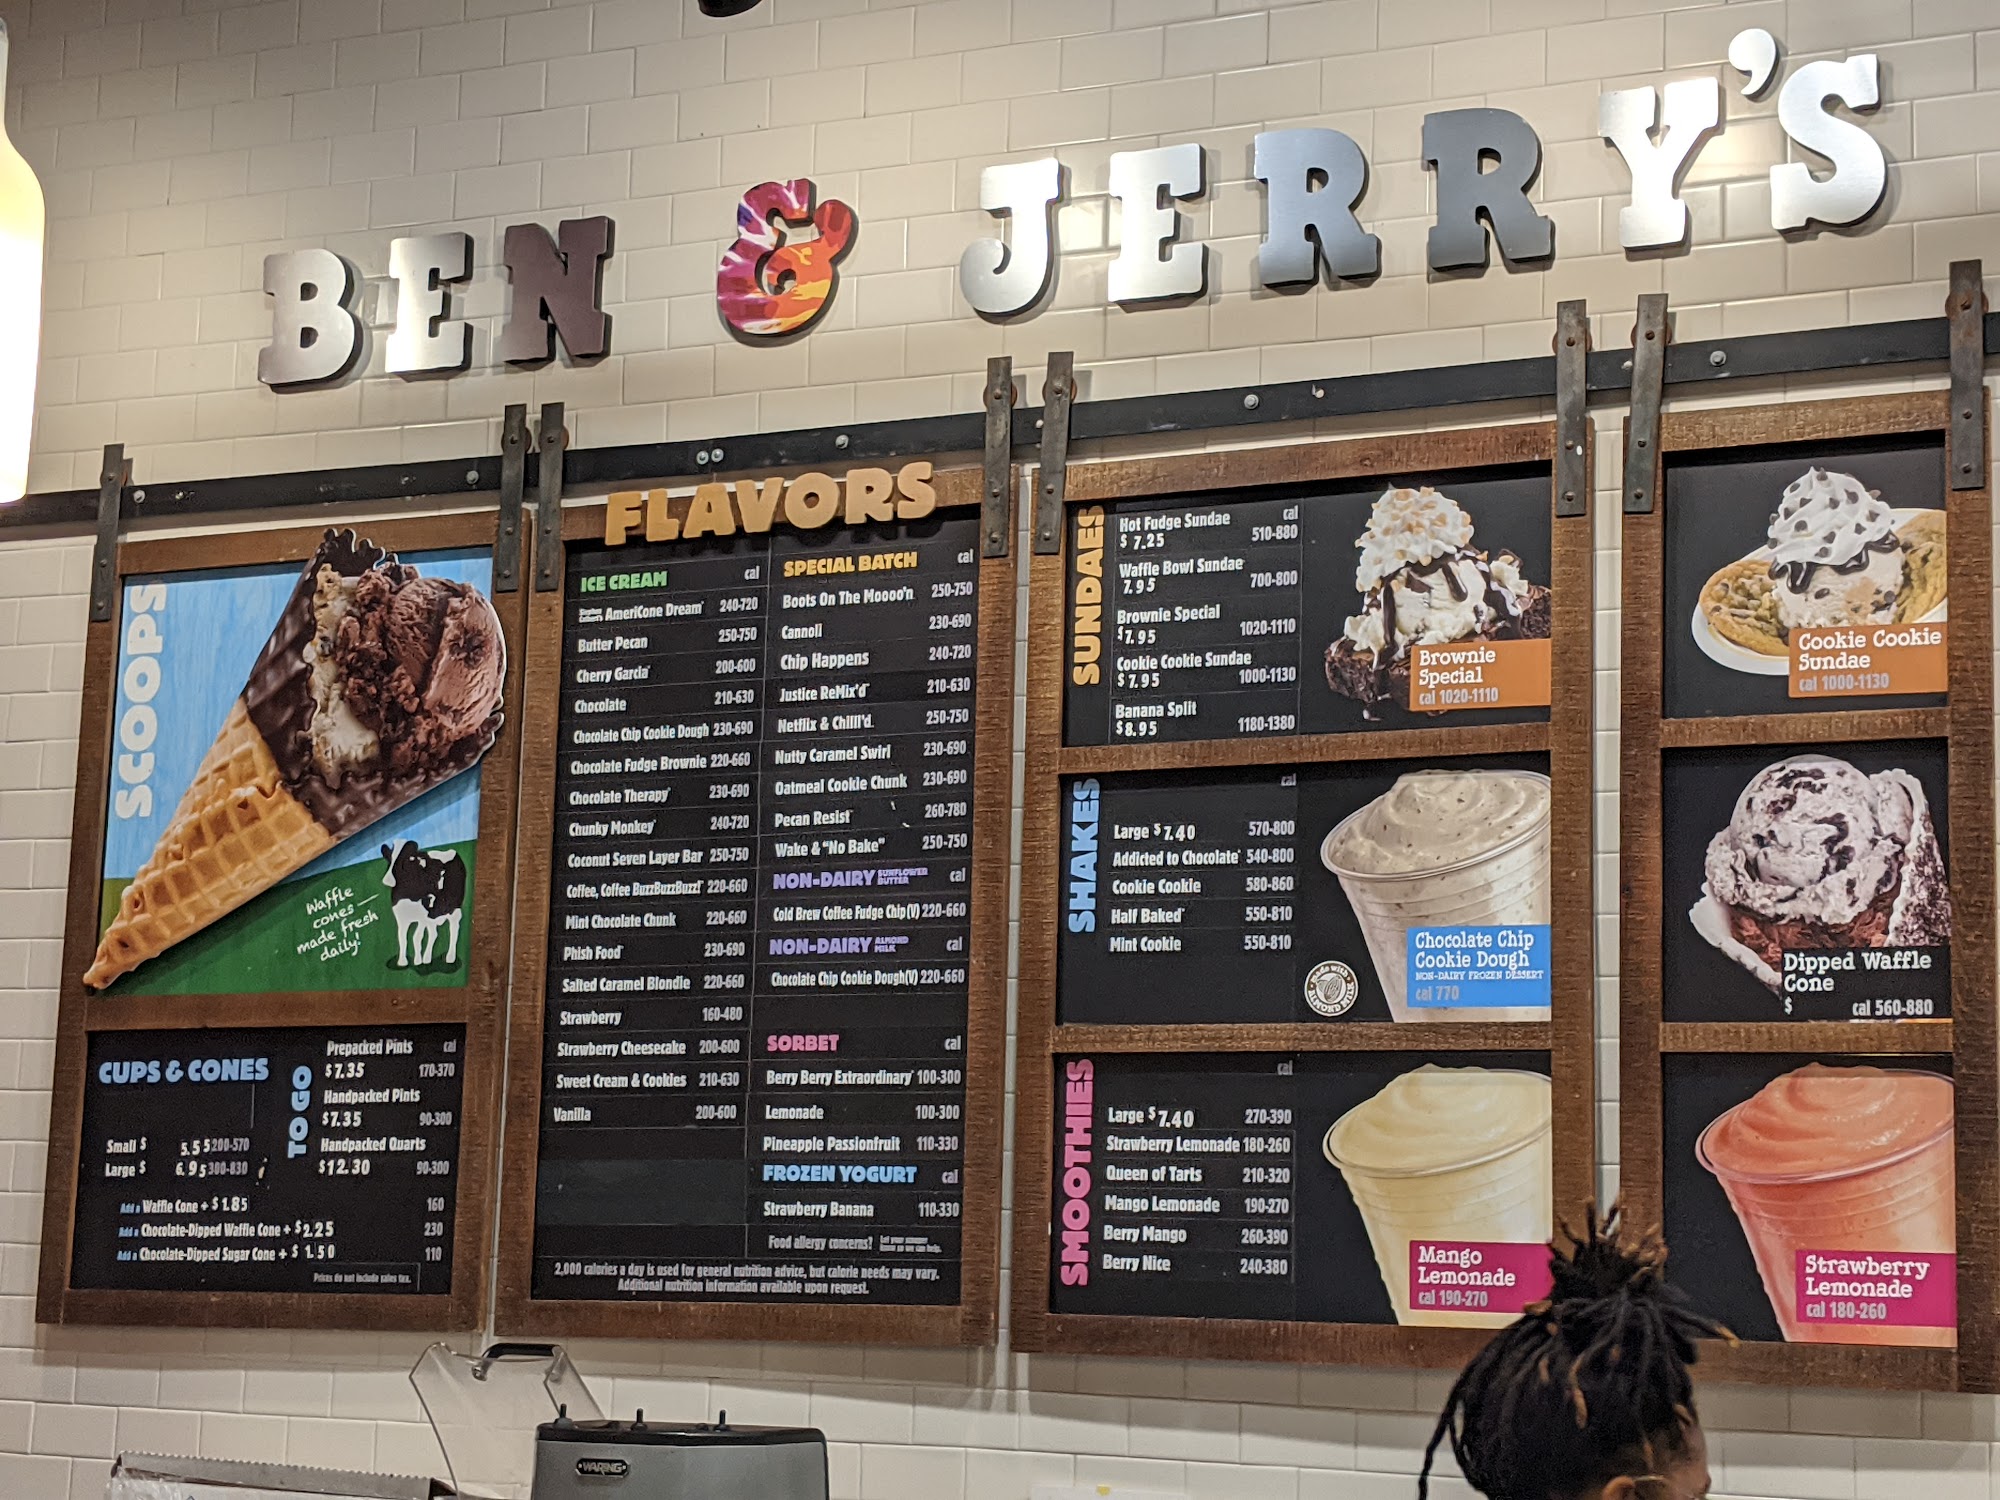 BEN & JERRY'S
SCOOPS
Waffle
cones
made fresh
daily!
CUPS & CONES
Small $ 5.55 200-570
Large $ 6.95 300-830
Add a Waffle Cone + $1.85 160
Add a Chocolate-Dipped Waffle Cone + $2.25 230
Add a Chocolate-Dipped Sugar Cone + $1.50 110
Prices do not include sales tax.
TO GO
Prepacked Pints cal
$7.35 170-370
Handpacked Pints
$7.35 90-300
Handpacked Quarts
$12.30 90-300
FLAVORS
ICE CREAM cal
AmeriCone Dream 240-720
Butter Pecan 250-750
Cherry Garcia 200-600
Chocolate 210-630
Chocolate Chip Cookie Dough 230-690
Chocolate Fudge Brownie 220-660
Chocolate Therapy 230-690
Chunky Monkey 240-720
Coconut Seven Layer Bar 250-750
Coffee, Coffee BuzzBuzzBuzz! 220-660
Mint Chocolate Chunk 220-660
Phish Food 230-690
Salted Caramel Blondie 220-660
Strawberry 160-480
Strawberry Cheesecake 200-600
Sweet Cream & Cookies 210-630
Vanilla 200-600
SPECIAL BATCH cal
Boots On The Moooo'n 250-750
Cannoli 230-690
Chip Happens 240-720
Justice ReMix'd 210-630
Netflix & Chilll'd 250-750
Nutty Caramel Swirl 230-690
Oatmeal Cookie Chunk 230-690
Pecan Resist 260-780
Wake & "No Bake" 250-750
NON-DAIRY SUNFLOWER BUTTER cal
Cold Brew Coffee Fudge Chip(V) 220-660
NON-DAIRY ALMOND MILK cal
Chocolate Chip Cookie Dough(V) 220-660
SORBET cal
Berry Berry Extraordinary 100-300
Lemonade 100-300
Pineapple Passionfruit 110-330
FROZEN YOGURT cal
Strawberry Banana 110-330
Food allergy concerns? Let your scooper
know so we can help.
2,000 calories a day is used for general nutrition advice, but calorie needs may vary.
Additional nutrition information available upon request.
SUNDAES
Hot Fudge Sundae cal
$7.25 510-880
Waffle Bowl Sundae
7.95 700-800
Brownie Special
$7.95 1020-1110
Cookie Cookie Sundae
$7.95 1000-1130
Banana Split
$8.95 1180-1380
Brownie
Special
cal 1020-1110
SHAKES
cal
Large $7.40 570-800
Addicted to Chocolate 540-800
Cookie Cookie 580-860
Half Baked 550-810
Mint Cookie 550-810
made with
ALMOND MILK
Chocolate Chip
Cookie Dough
NON-DAIRY FROZEN DESSERT
cal 770
SMOOTHIES
cal
Large $7.40 270-390
Strawberry Lemonade 180-260
Queen of Tarts 210-320
Mango Lemonade 190-270
Berry Mango 260-390
Berry Nice 240-380
Mango
Lemonade
cal 190-270
Cookie Cookie
Sundae
cal 1000-1130
Dipped Waffle
Cone
$ cal 560-880
Strawberry
Lemonade
cal 180-260
WARING